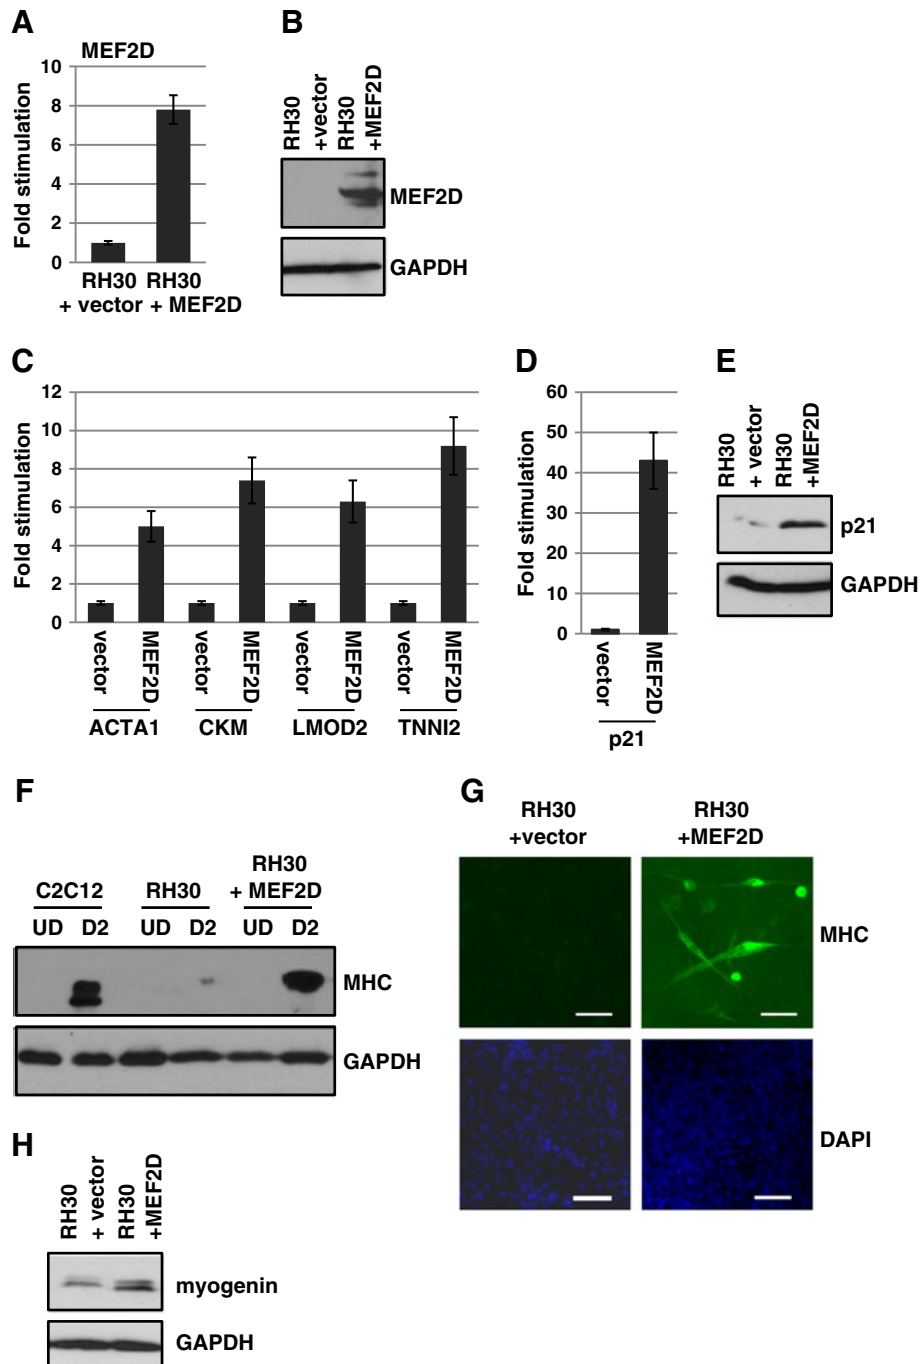 A
MEF2D
Fold stimulation
10
8
6
4
2
0
RH30
+ vector
RH30
+ MEF2D
B
RH30
+vector
RH30
+MEF2D
MEF2D
GAPDH
C
Fold stimulation
12
10
8
6
4
2
0
vector
MEF2D
vector
MEF2D
vector
MEF2D
vector
MEF2D
ACTA1
CKM
LMOD2
TNNI2
D
Fold stimulation
60
50
40
30
20
10
0
vector
MEF2D
p21
E
RH30
+ vector
RH30
+MEF2D
p21
GAPDH
F
C2C12
RH30
RH30
+ MEF2D
UD
D2
UD
D2
UD
D2
MHC
GAPDH
G
RH30
+vector
RH30
+MEF2D
MHC
DAPI
H
RH30
+ vector
RH30
+MEF2D
myogenin
GAPDH